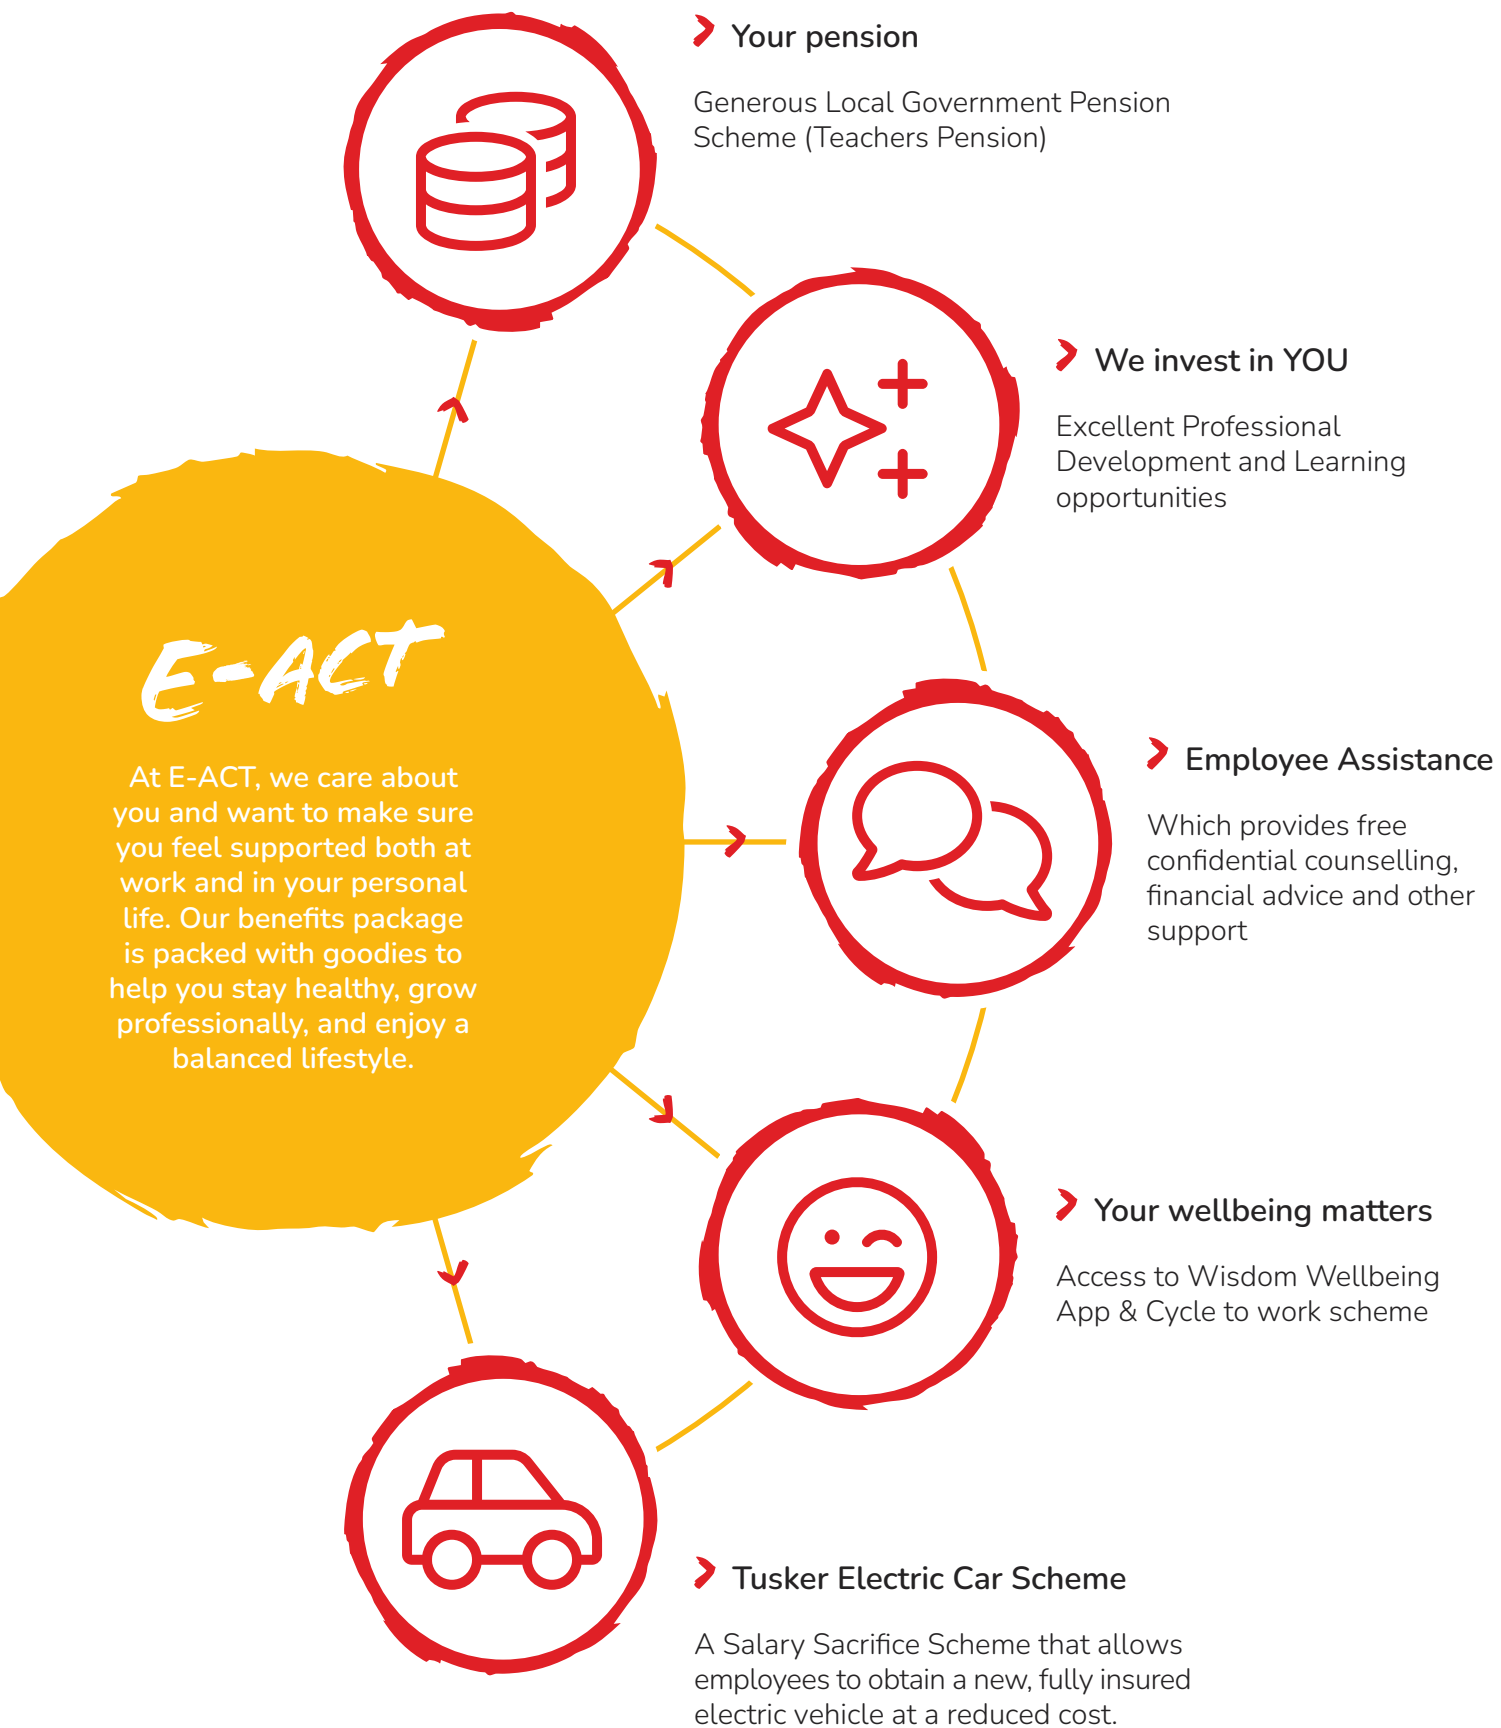 Your pension
Generous Local Government Pension
Scheme (Teachers Pension)
We invest in YOU
Excellent Professional
Development and Learning
opportunities
E-ACT
At E-ACT, we care about
you and want to make sure
you feel supported both at
work and in your personal
life. Our benefits package
is packed with goodies to
help you stay healthy, grow
professionally, and enjoy a
balanced lifestyle.
Employee Assistance
Which provides free
confidential counselling,
financial advice and other
support
Your wellbeing matters
Access to Wisdom Wellbeing
App & Cycle to work scheme
Tusker Electric Car Scheme
A Salary Sacrifice Scheme that allows
employees to obtain a new, fully insured
electric vehicle at a reduced cost.